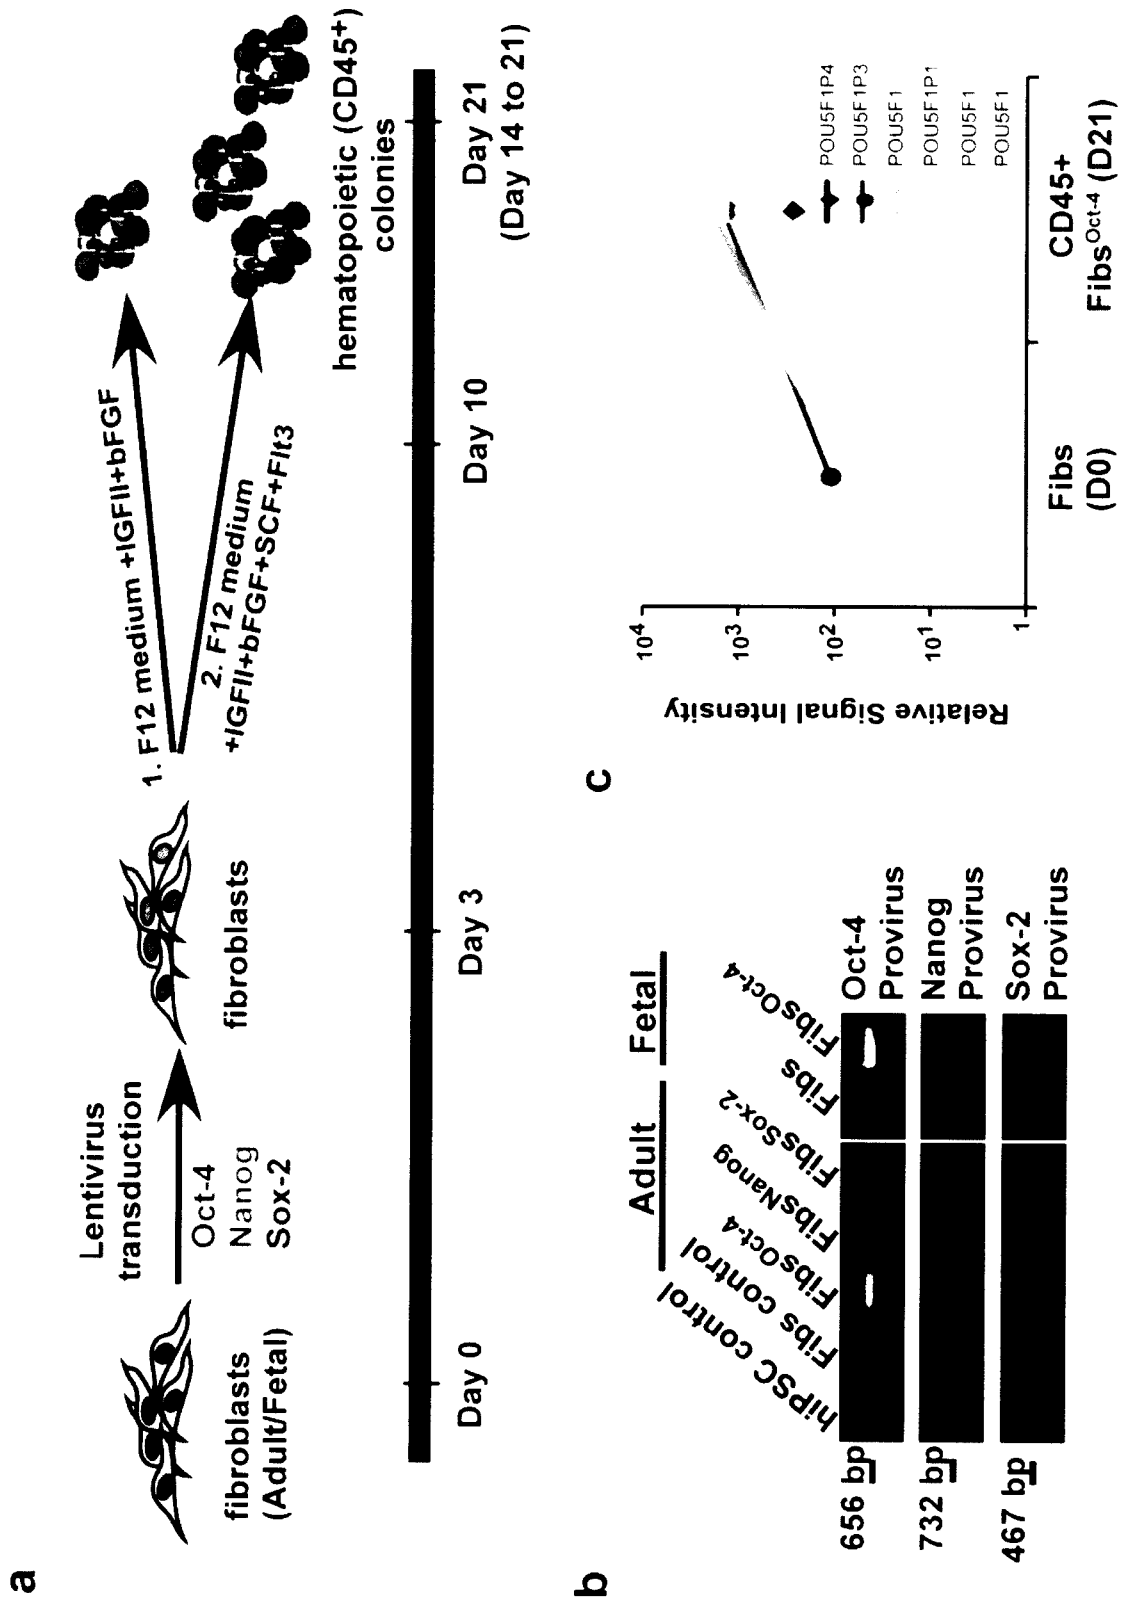 a
fibroblasts
(Adult/Fetal)
Lentivirus
transduction
Oct-4
Nanog
Sox-2
fibroblasts
1. F12 medium +IGFII+bFGF
2. F12 medium
+IGFII+bFGF+SCF+Flt3
hematopoietic (CD45+)
colonies
Day 0
Day 3
Day 10
Day 21
(Day 14 to 21)
b
Adult
Fetal
hiPSC control
Fibs control
FibsOct-4
FibsNanog
FibsSox-2
Fibs
FibsOct-4
656 bp
Oct-4
Provirus
732 bp
Nanog
Provirus
467 bp
Sox-2
Provirus
c
Relative Signal Intensity
10^4
10^3
10^2
10^1
1
Fibs
(D0)
CD45+
FibsOct-4 (D21)
POU5F1P4
POU5F1P3
POU5F1
POU5F1P1
POU5F1
POU5F1